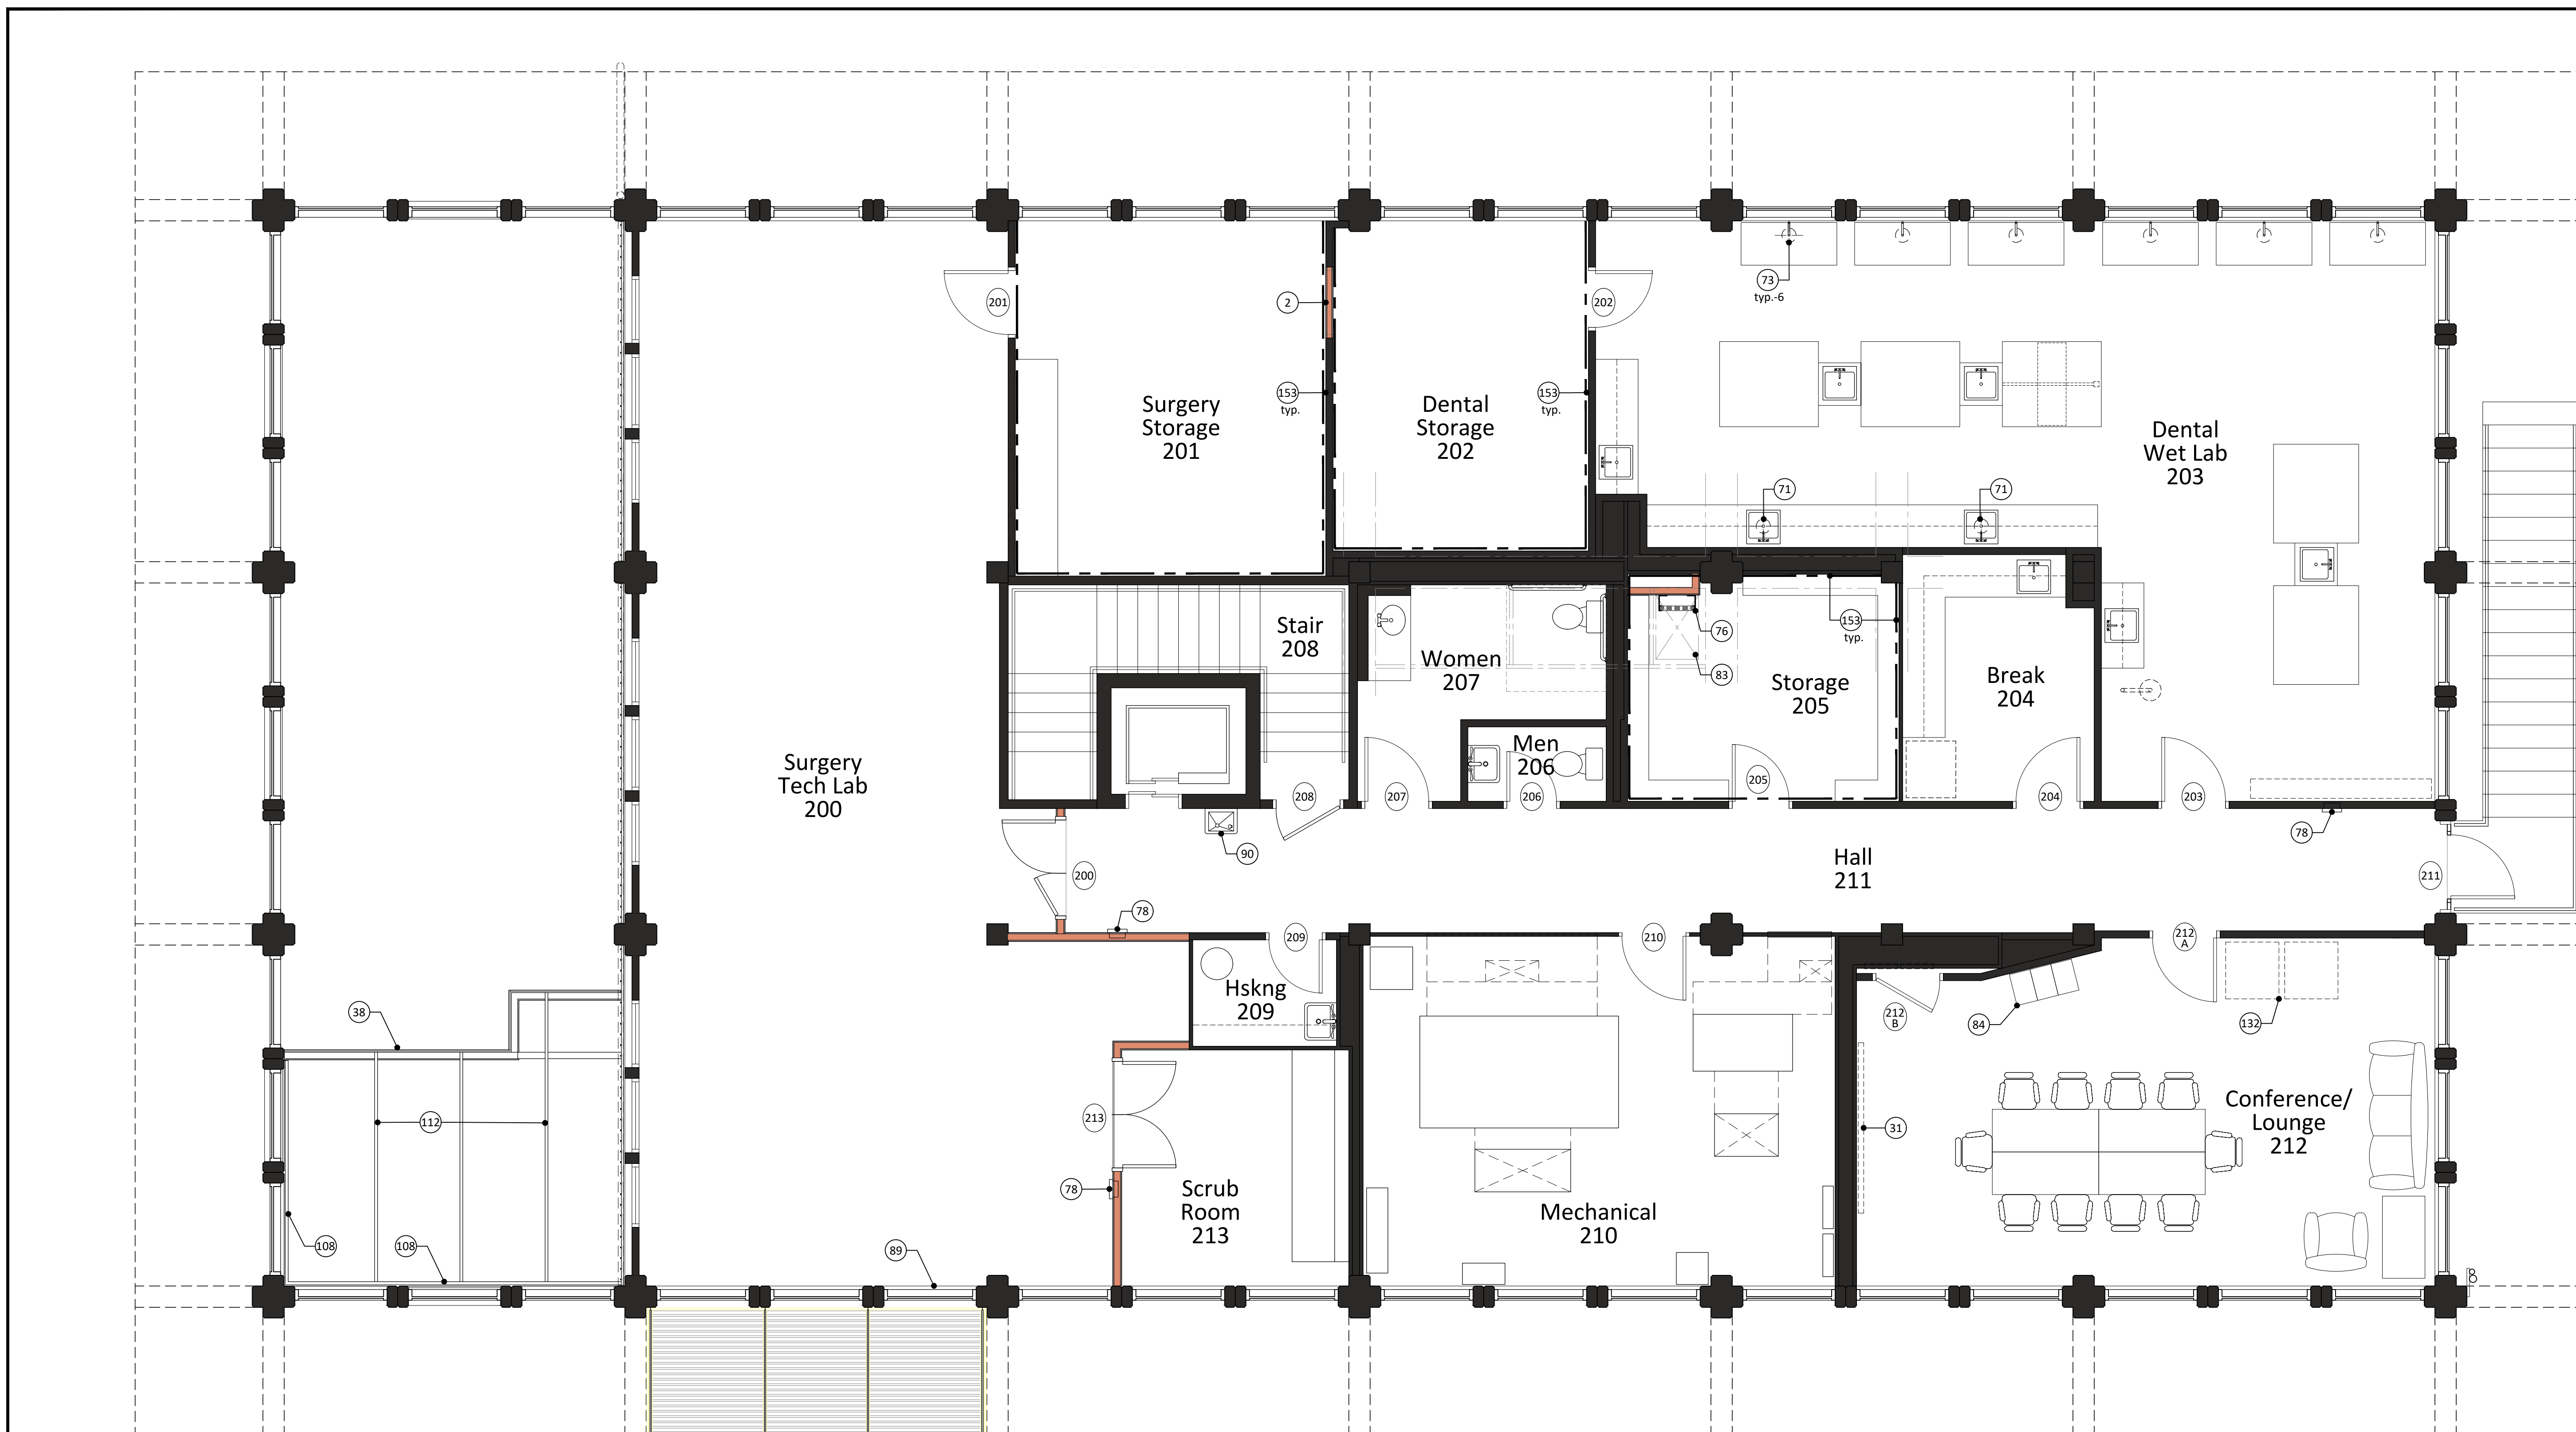 201
2
202
73
typ.-6
153
typ.
153
typ.
Surgery
Storage
201
Dental
Storage
202
Dental
Wet Lab
203
71
71
Stair
208
Women
207
76
83
153
typ.
Storage
205
Break
204
Men
206
Surgery
Tech Lab
200
208
207
206
205
204
203
78
90
200
Hall
211
211
78
209
210
212
A
Hskng
209
38
212
B
84
132
112
213
31
Conference/
Lounge
212
78
Scrub
Room
213
Mechanical
210
108
108
89